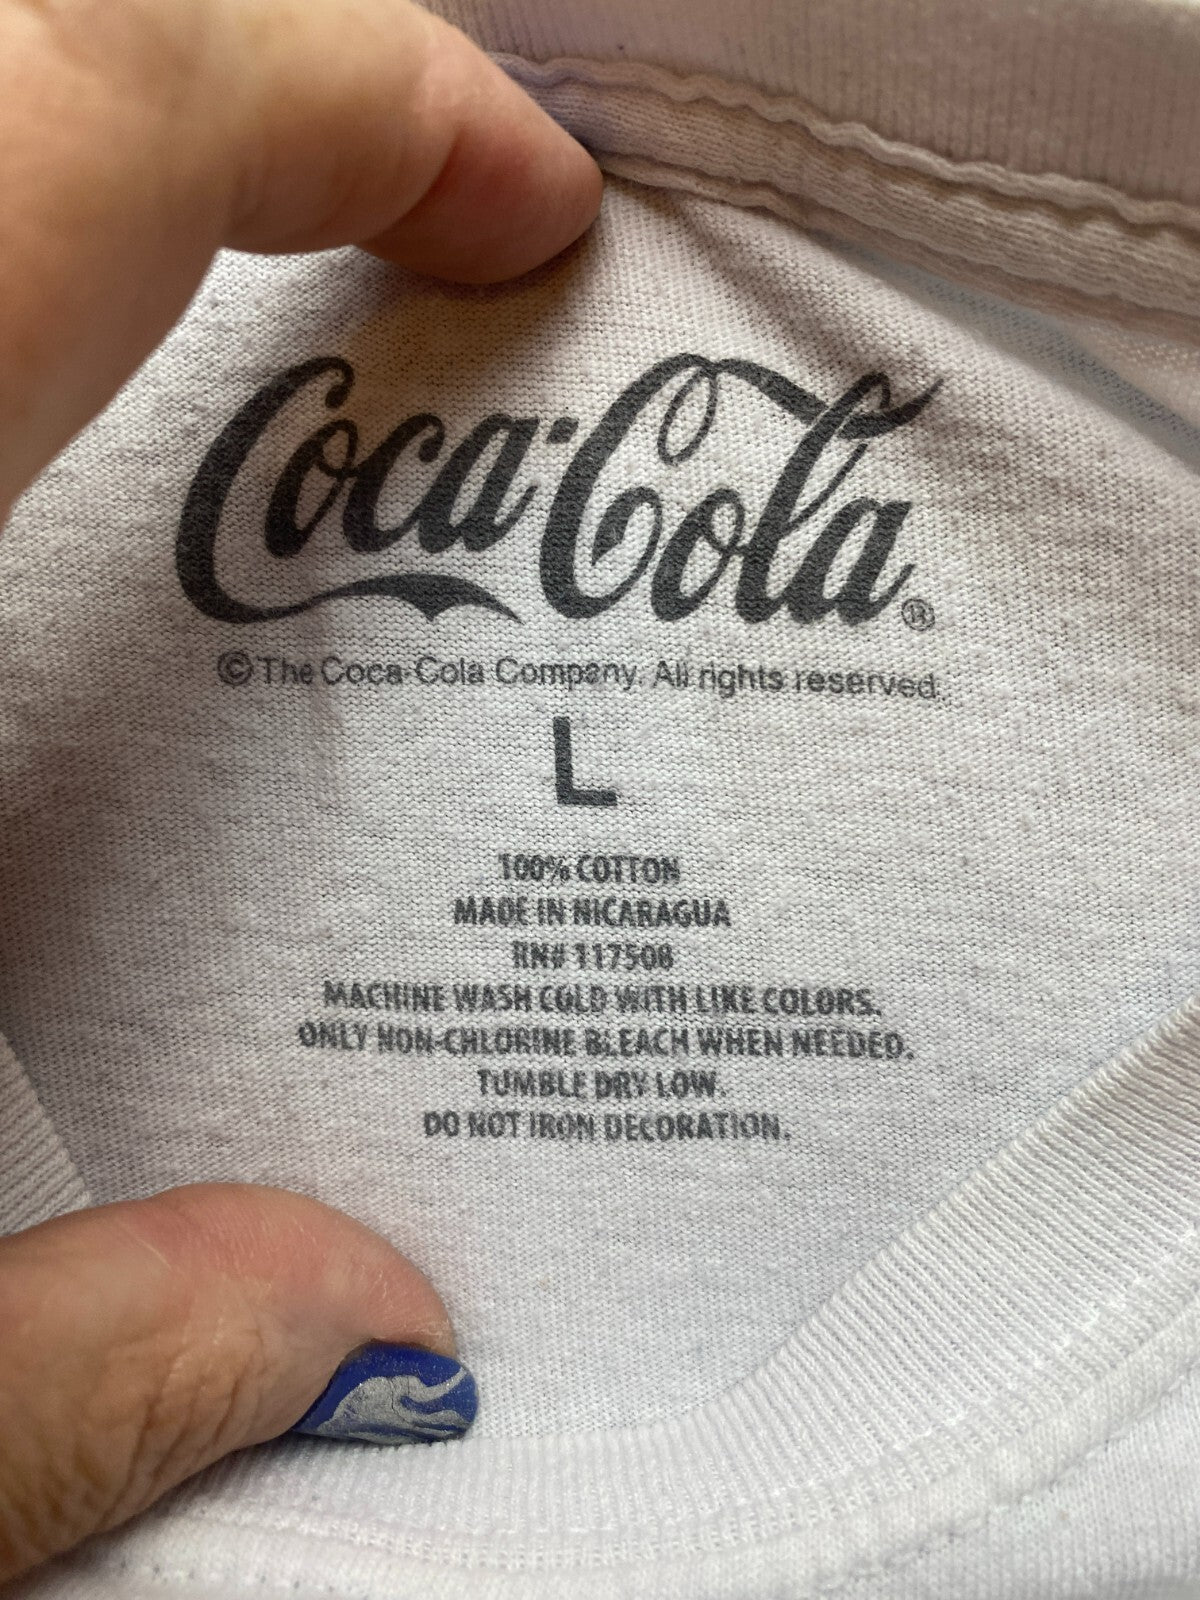 Coca-Cola®
© The Coca-Cola Company. All rights reserved.
L
100% COTTON
MADE IN NICARAGUA
RN# 117508
MACHINE WASH COLD WITH LIKE COLORS.
ONLY NON-CHLORINE BLEACH WHEN NEEDED.
TUMBLE DRY LOW.
DO NOT IRON DECORATION.